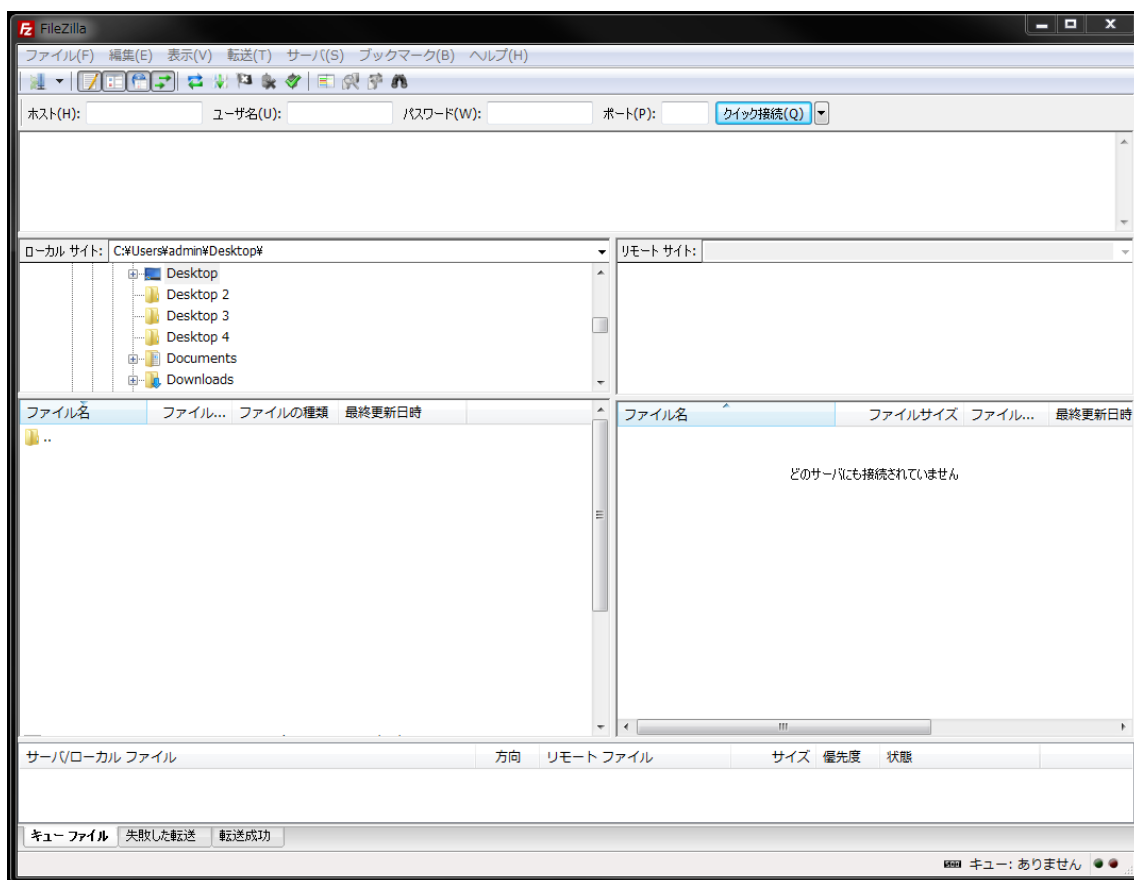 FileZilla
ファイル(F) 編集(E) 表示(V) 転送(T) サーバ(S) ブックマーク(B) ヘルプ(H)
ホスト(H): ユーザ名(U): パスワード(W): ポート(P): クイック接続(Q)
ローカル サイト: C:¥Users¥admin¥Desktop¥
Desktop
Desktop 2
Desktop 3
Desktop 4
Documents
Downloads
リモート サイト:
ファイル名 ファイル... ファイルの種類 最終更新日時
..
ファイル名 ファイルサイズ ファイル... 最終更新日時
どのサーバにも接続されていません
サーバ/ローカル ファイル 方向 リモート ファイル サイズ 優先度 状態
キュー ファイル 失敗した転送 転送成功
キュー: ありません